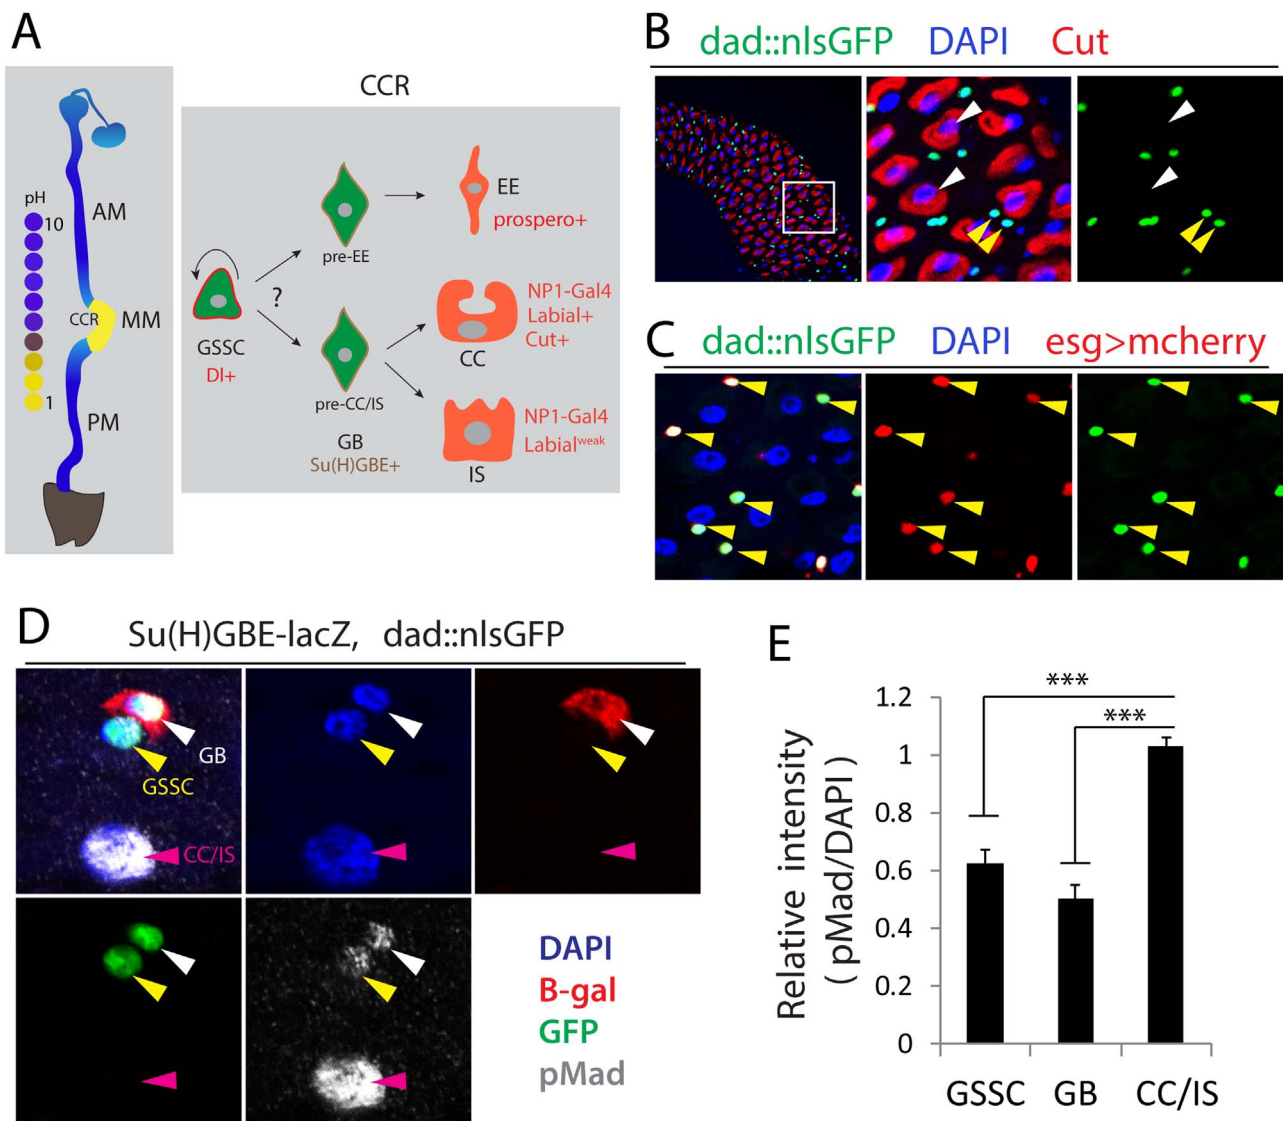 A
CCR
pH
10
1
AM
CCR
MM
PM
GSSC
Dl+
?
pre-EE
pre-CC/IS
GB
Su(H)GBE+
EE
prospero+
CC
NP1-Gal4
Labial+
Cut+
IS
NP1-Gal4
Labialweak
B
dad::nlsGFP DAPI Cut
C
dad::nlsGFP DAPI esg>mcherry
D
Su(H)GBE-lacZ, dad::nlsGFP
GB
GSSC
CC/IS
DAPI
B-gal
GFP
pMad
E
Relative intensity
( pMad/DAPI )
1.2
1
0.8
0.6
0.4
0.2
0
***
***
GSSC GB CC/IS